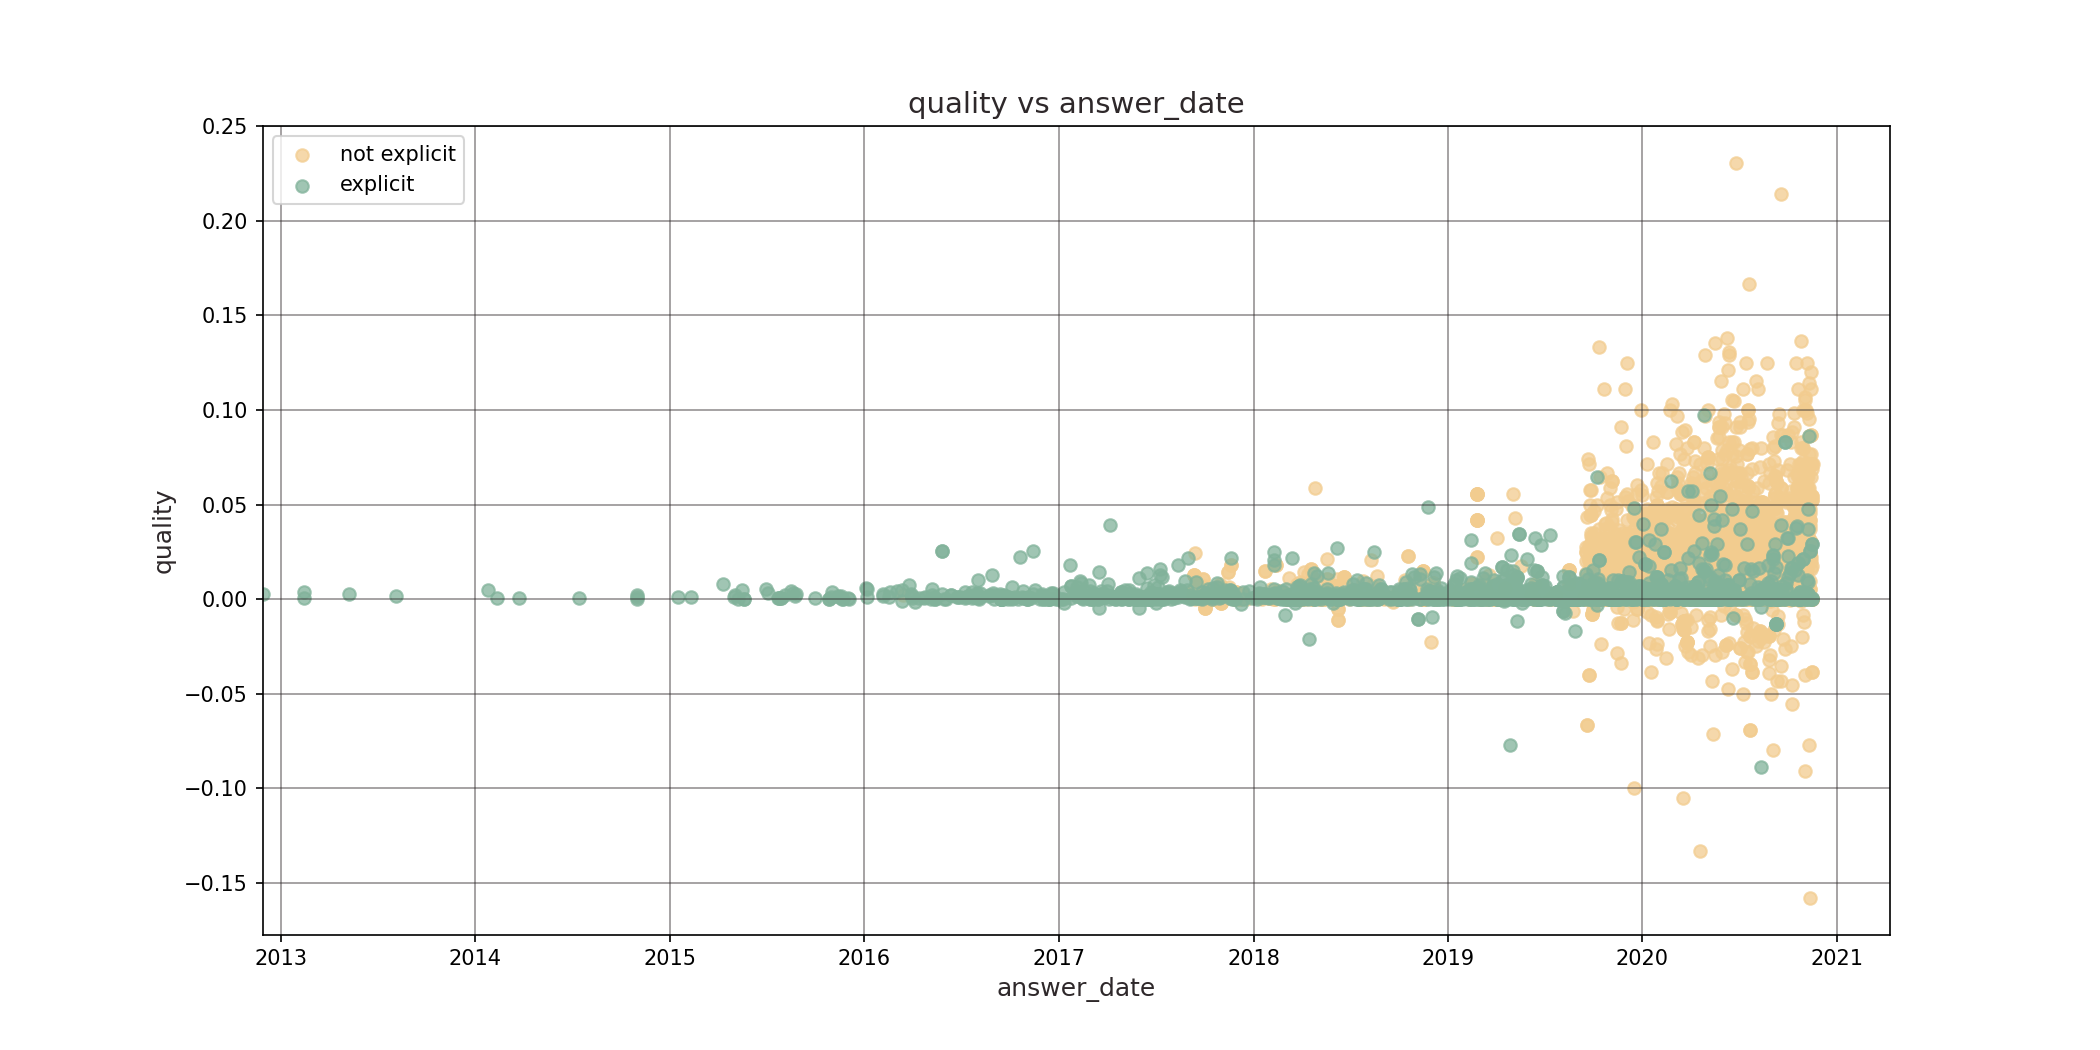 quality vs answer_date
not explicit
explicit
0.25
0.20
0.15
0.10
0.05
0.00
−0.05
−0.10
−0.15
quality
2013 2014 2015 2016 2017 2018 2019 2020 2021
answer_date